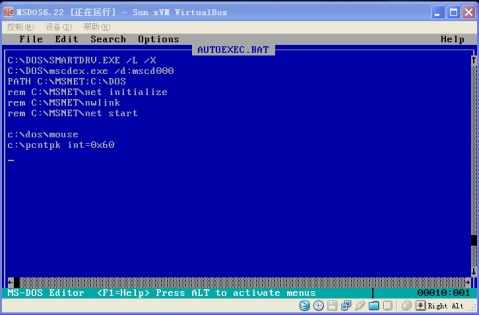 MSDOS6.22 [正在运行] - Sun xVM VirtualBox
控制(M) 设备(D) 帮助(H)
File Edit Search Options Help
AUTOEXEC.BAT
C:\DOS\SMARTDRV.EXE /L /X
C:\DOS\mscdex.exe /d:mscd000
PATH C:\MSNET;C:\DOS
rem C:\MSNET\net initialize
rem C:\MSNET\nwlink
rem C:\MSNET\net start
c:\dos\mouse
c:\pcntpk int=0x60
MS-DOS Editor <F1=Help> Press ALT to activate menus 00010:001
Right Alt